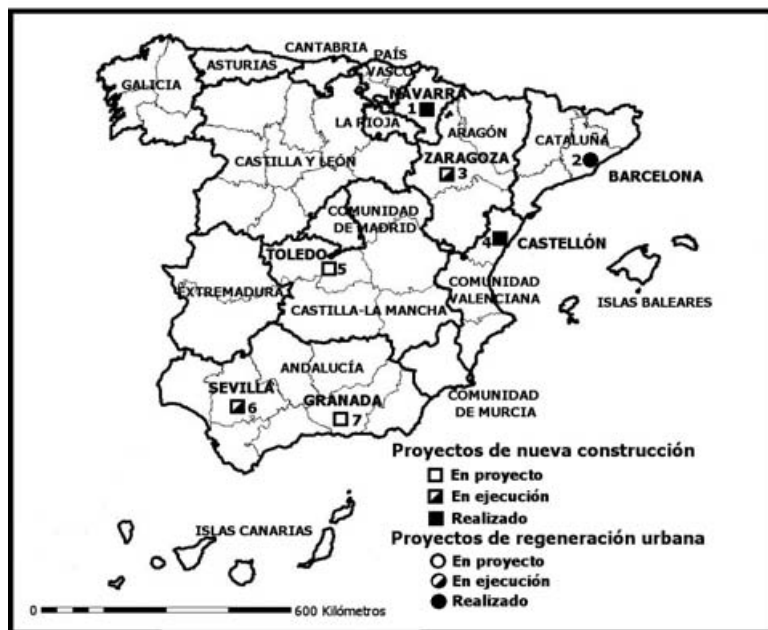 CANTABRIA
PAÍS
VASCO
ASTURIAS
GALICIA
NAVARRA
1
LA RIOJA
ARAGÓN
CATALUÑA
2
BARCELONA
CASTILLA Y LEÓN
ZARAGOZA
3
COMUNIDAD
DE MADRID
4
CASTELLÓN
TOLEDO
5
EXTREMADURA
CASTILLA-LA MANCHA
COMUNIDAD
VALENCIANA
ISLAS BALEARES
ANDALUCÍA
SEVILLA
6
GRANADA
7
COMUNIDAD
DE MURCIA
Proyectos de nueva construcción
En proyecto
En ejecución
Realizado
Proyectos de regeneración urbana
En proyecto
En ejecución
Realizado
ISLAS CANARIAS
0 600 Kilómetros